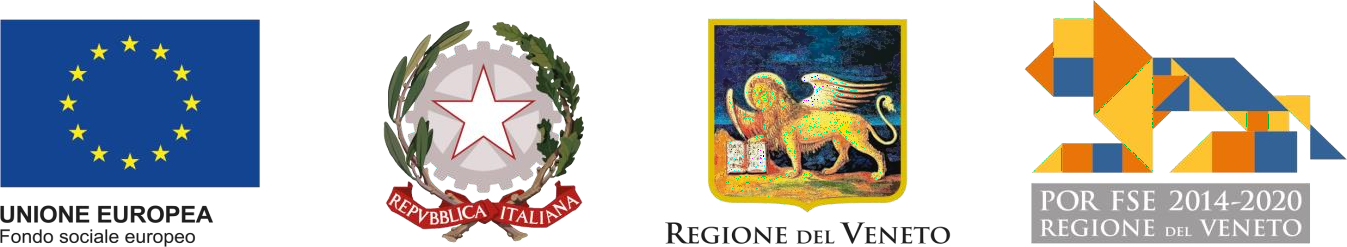 UNIONE EUROPEA
Fondo sociale europeo
REPVBBLICA ITALIANA
REGIONE DEL VENETO
POR FSE 2014-2020
REGIONE DEL VENETO